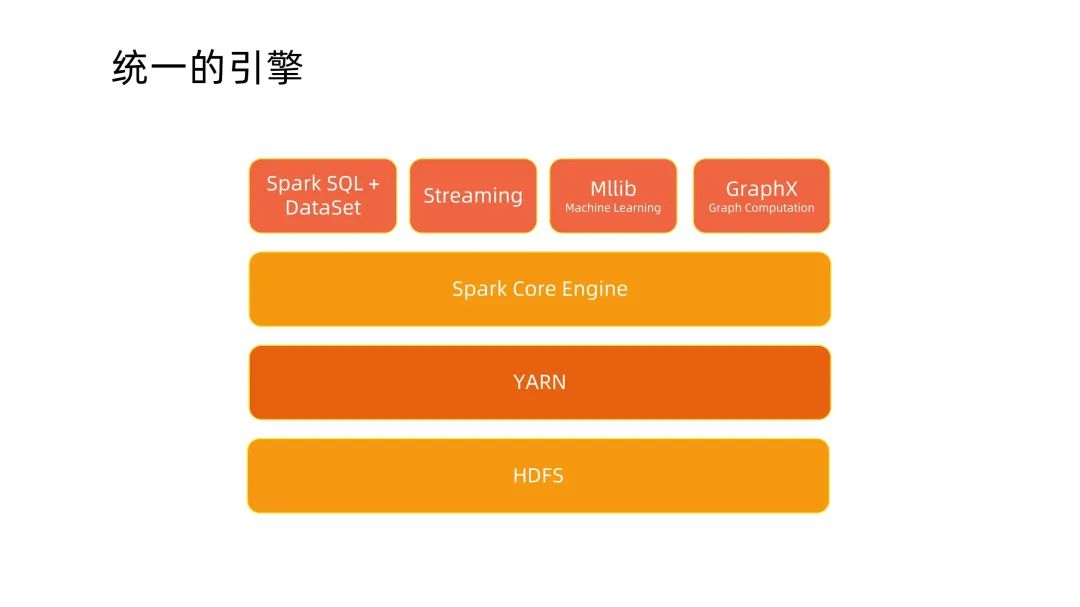 统一的引擎
Spark SQL +
DataSet
Streaming
Mllib
Machine Learning
GraphX
Graph Computation
Spark Core Engine
YARN
HDFS